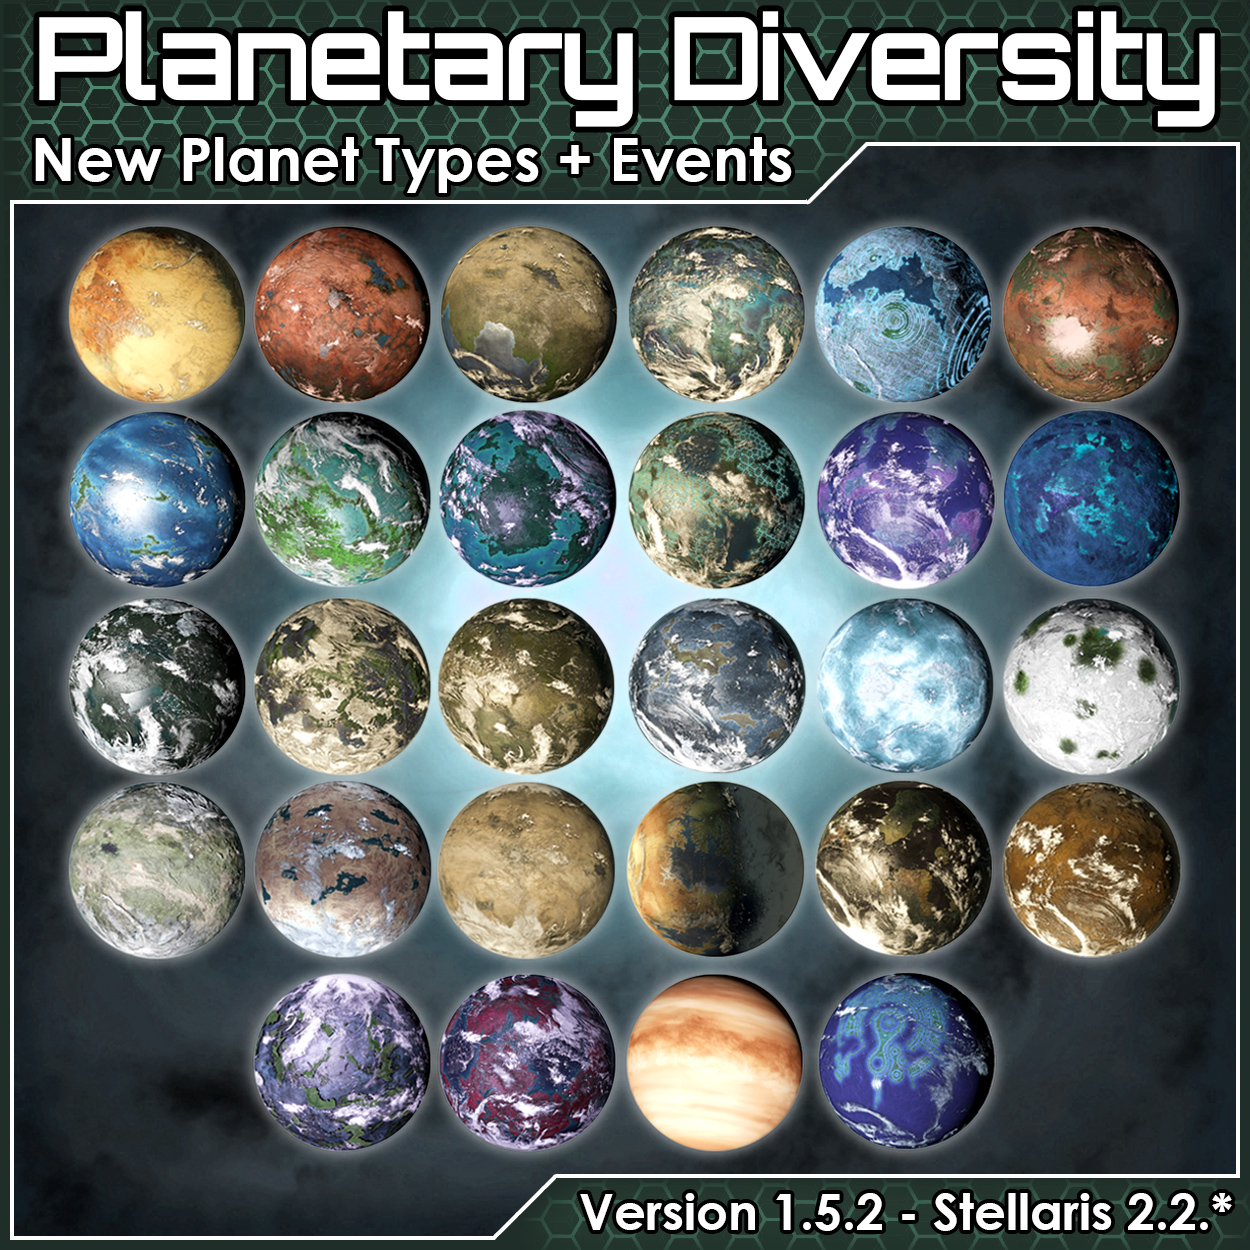 Planetary Diversity
New Planet Types + Events
Version 1.5.2 - Stellaris 2.2.*